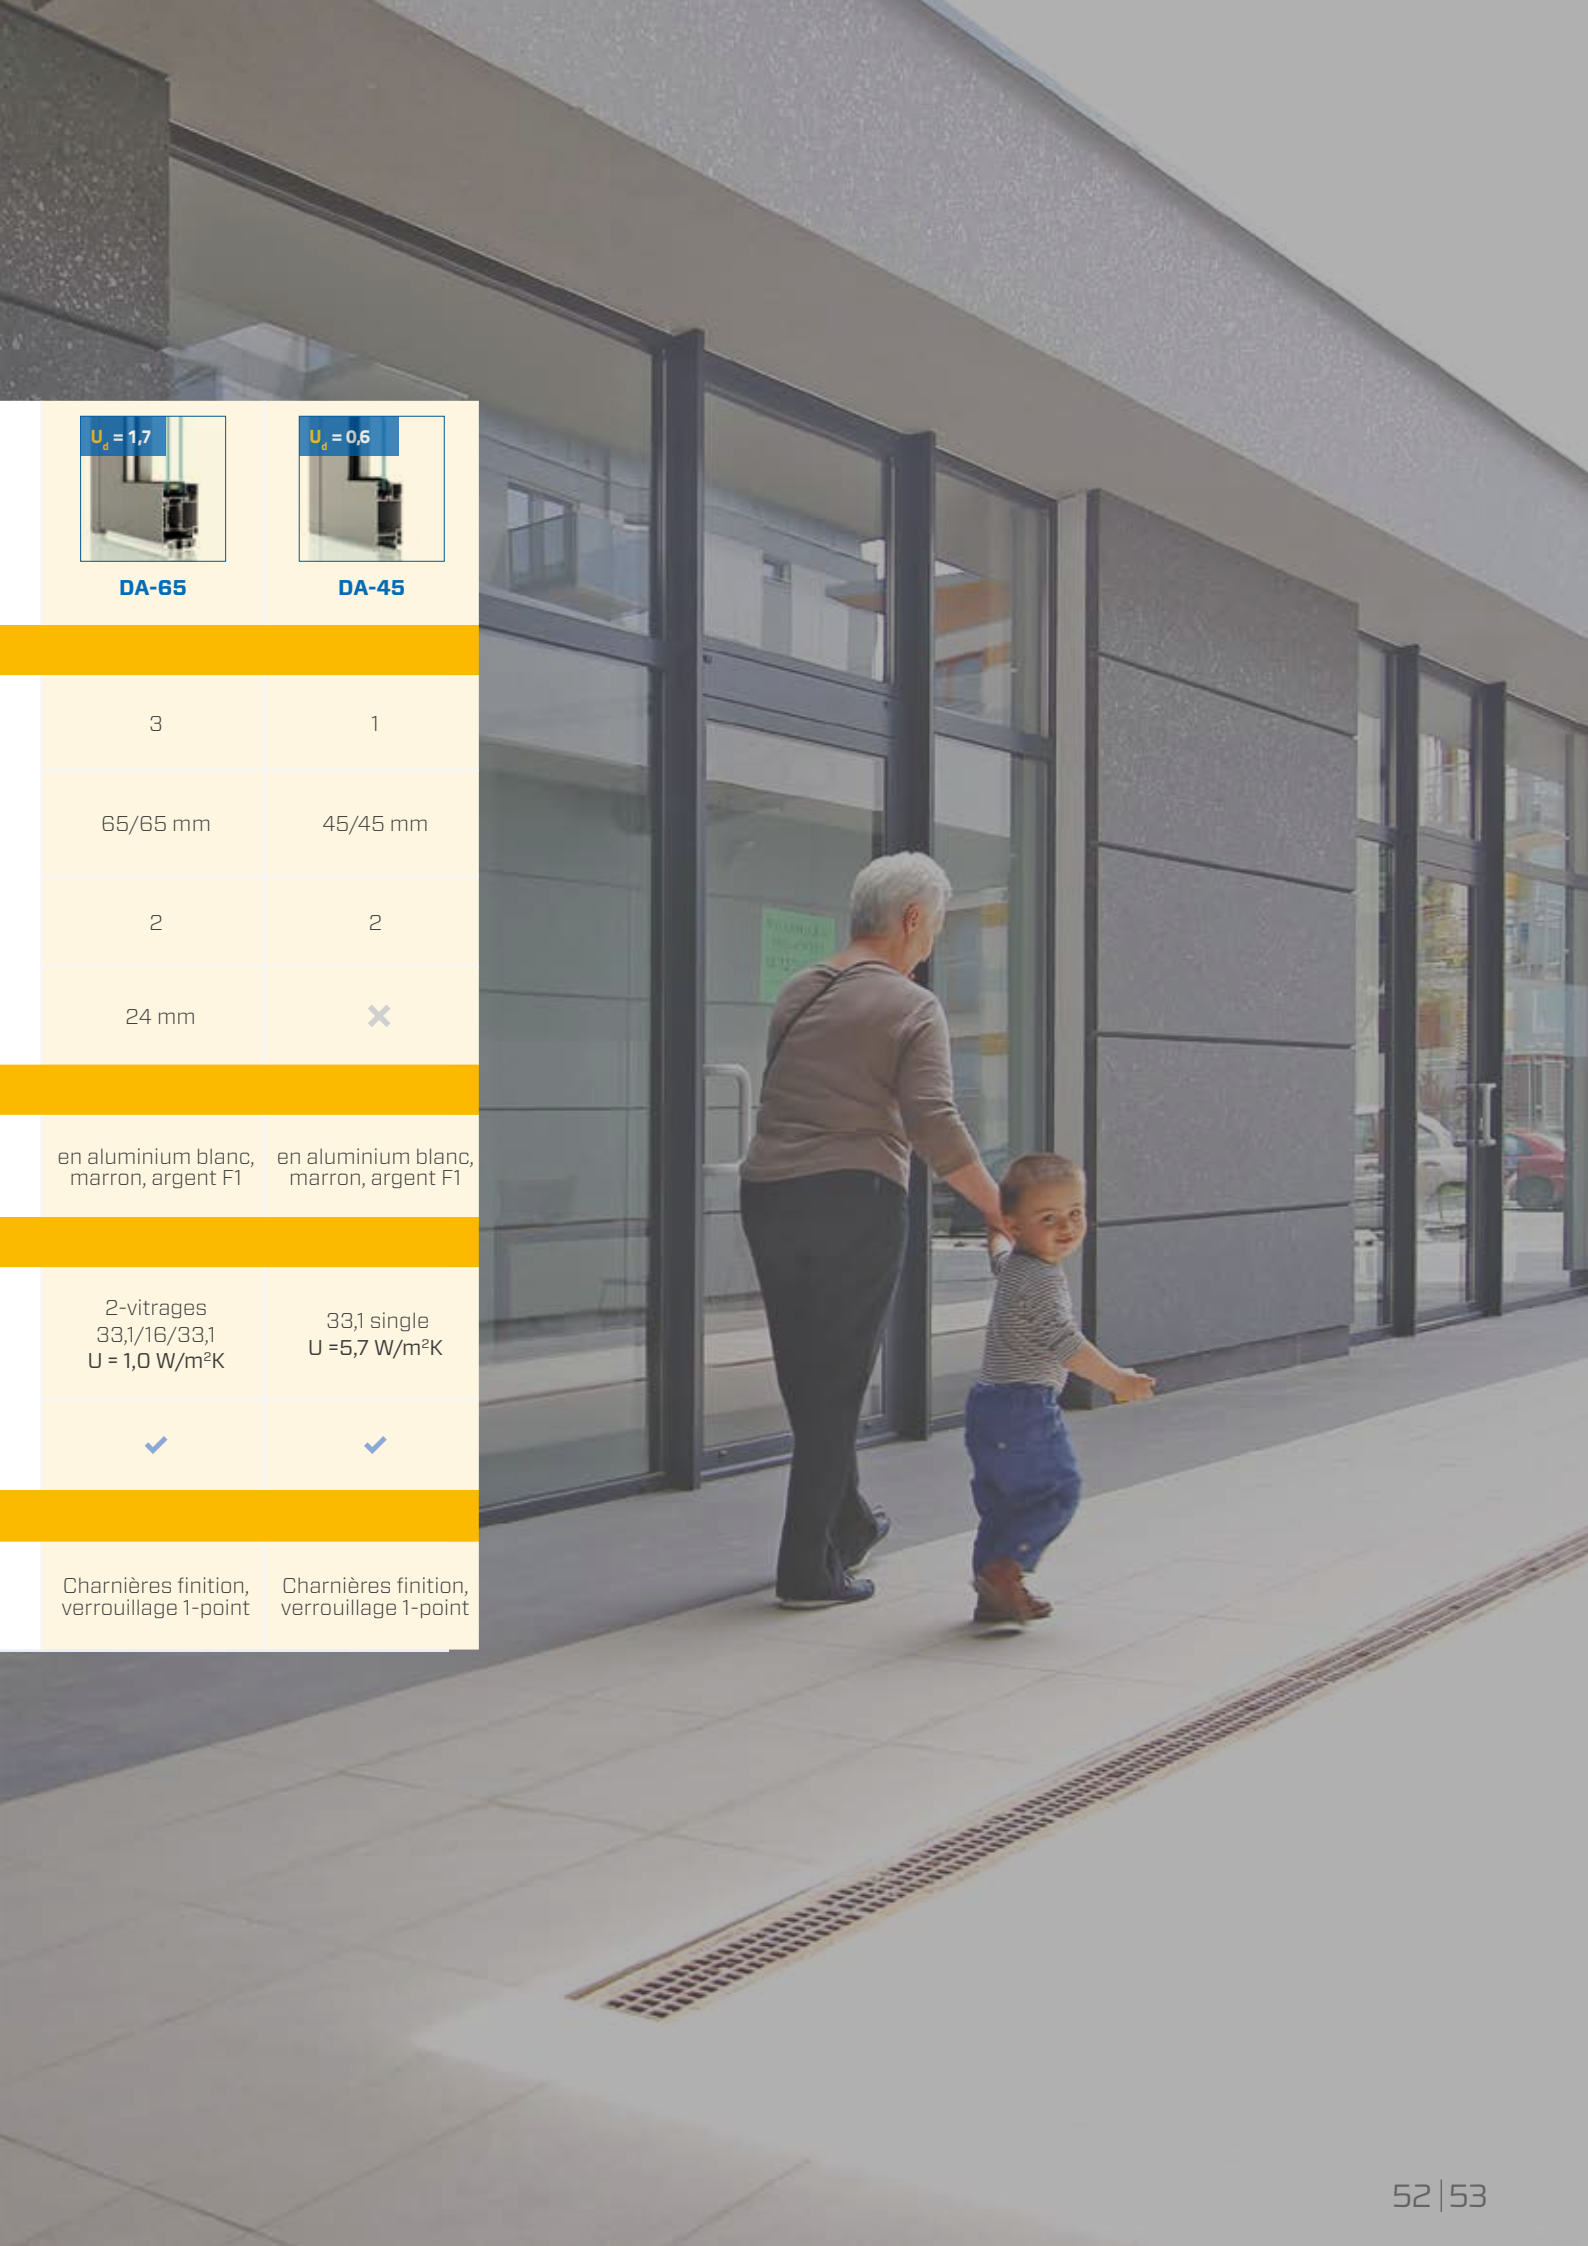 U_d = 1,7
U_d = 0,6
DA-65
DA-45
3
1
65/65 mm
45/45 mm
2
2
24 mm
en aluminium blanc,
marron, argent F1
en aluminium blanc,
marron, argent F1
2-vitrages
33,1/16/33,1
U = 1,0 W/m²K
33,1 single
U =5,7 W/m²K
Charnières finition,
verrouillage 1-point
Charnières finition,
verrouillage 1-point
52|53